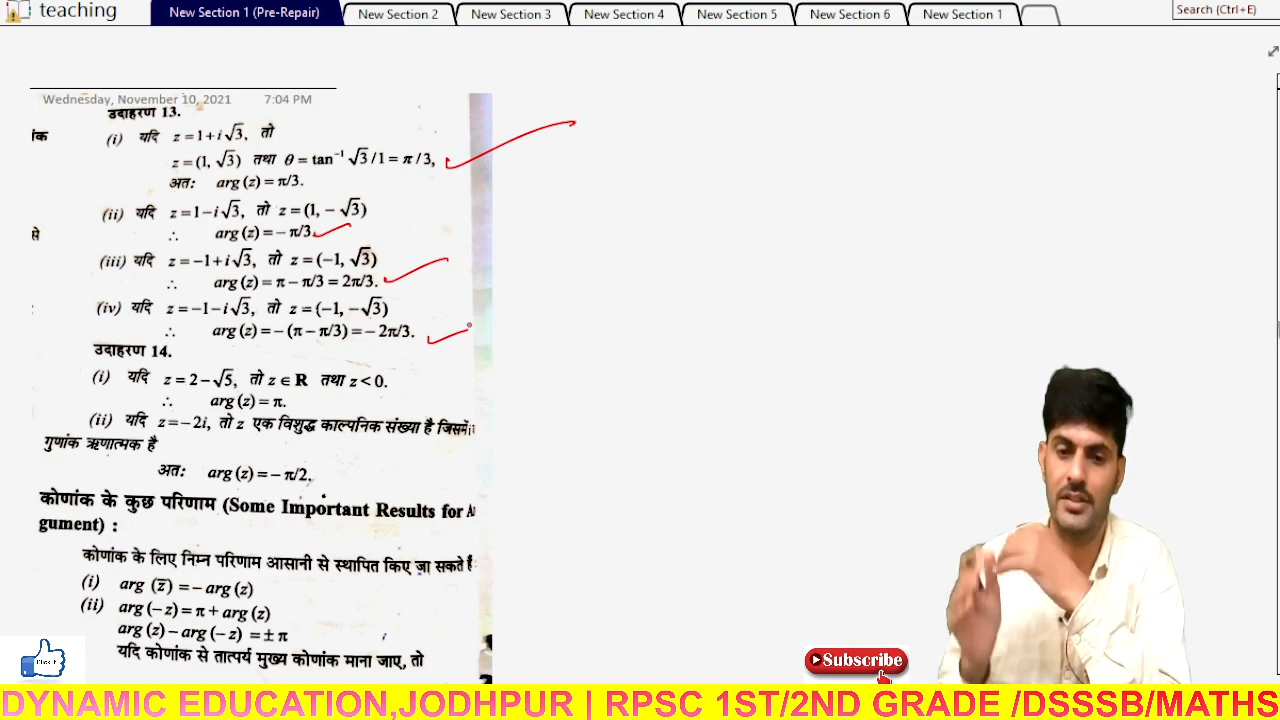 teaching
New Section 1 (Pre-Repair)
New Section 2
New Section 3
New Section 4
New Section 5
New Section 6
New Section 1
Search (Ctrl+E)
Wednesday, November 10, 2021 7:04 PM
उदाहरण 13.
ांक (i) यदि z = 1 + i√3, तो
z = (1, √3) तथा θ = tan⁻¹ √3 / 1 = π / 3,
अतः arg (z) = π/3.
(ii) यदि z = 1 − i√3, तो z = (1, − √3)
से ∴ arg (z) = − π/3
(iii) यदि z = −1 + i√3, तो z = (−1, √3)
∴ arg (z) = π − π/3 = 2π/3.
(iv) यदि z = −1 − i√3, तो z = (−1, −√3)
∴ arg (z) = − (π − π/3) = − 2π/3.
उदाहरण 14.
(i) यदि z = 2 − √5, तो z ∈ R तथा z < 0.
∴ arg (z) = π.
(ii) यदि z = − 2i, तो z एक विशुद्ध काल्पनिक संख्या है जिसमें
गुणांक ऋणात्मक है
अतः arg (z) = − π/2.
कोणांक के कुछ परिणाम (Some Important Results for A
gument) :
कोणांक के लिए निम्न परिणाम आसानी से स्थापित किए जा सकते हैं
(i) arg (z̅) = − arg (z)
(ii) arg (−z) = π + arg (z)
arg (z) − arg (−z) = ± π
यदि कोणांक से तात्पर्य मुख्य कोणांक माना जाए, तो
Subscribe
DYNAMIC EDUCATION,JODHPUR | RPSC 1ST/2ND GRADE /DSSSB/MATHS